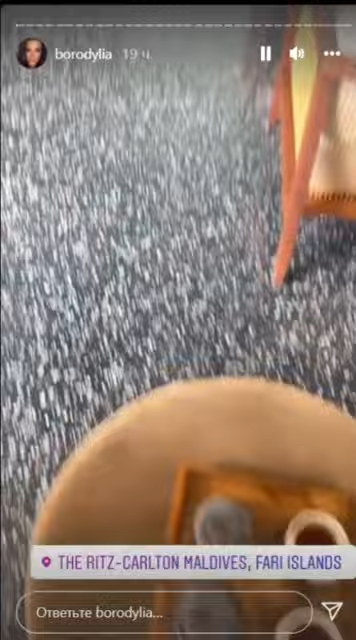 borodylia 19 ч.
THE RITZ-CARLTON MALDIVES, FARI ISLANDS
Ответьте borodylia...